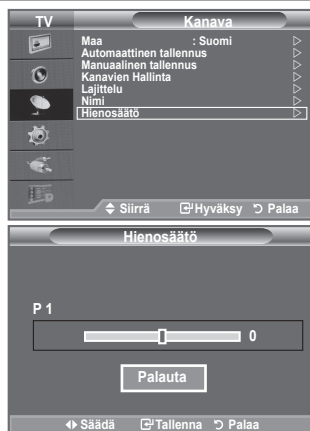 TV Kanava
Maa : Suomi
Automaattinen tallennus
Manuaalinen tallennus
Kanavien Hallinta
Lajittelu
Nimi
Hienosäätö
Siirrä Hyväksy Palaa
Hienosäätö
P 1
0
Palauta
Säädä Tallenna Palaa